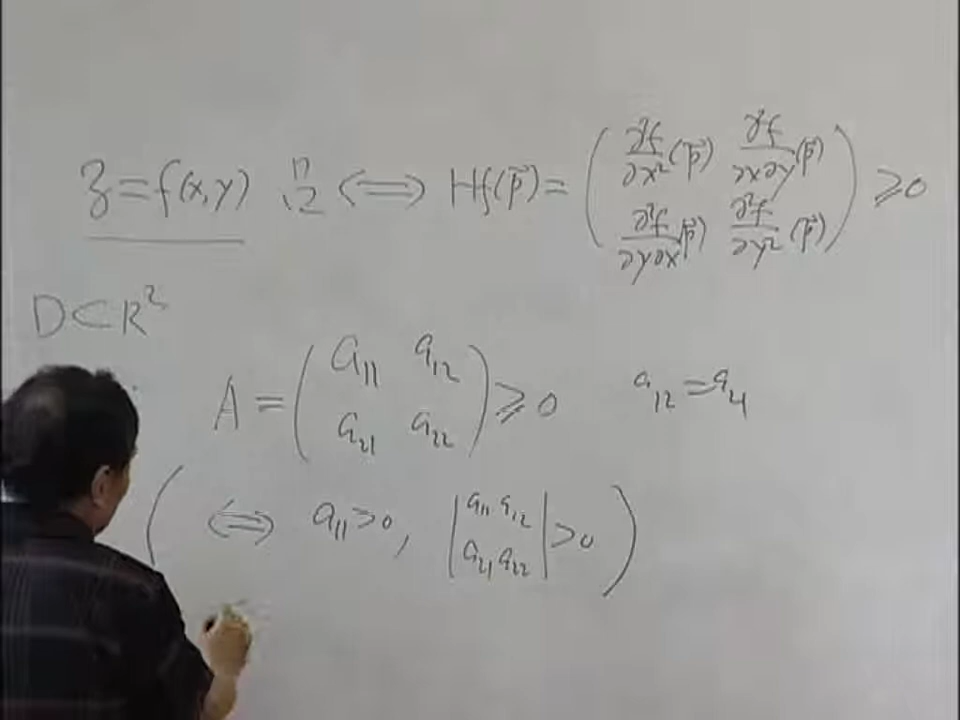 z = f(x,y) 凸 ⟺ Hf(p⃗) = ( ∂²f/∂x² (p⃗) ∂²f/∂x∂y (p⃗) ; ∂²f/∂y∂x (p⃗) ∂²f/∂y² (p⃗) ) ≥ 0
D ⊂ R²
A = ( a₁₁ a₁₂ ; a₂₁ a₂₂ ) ≥ 0 a₁₂ = a₂₁
( ⟺ a₁₁ > 0, | a₁₁ a₁₂ ; a₂₁ a₂₂ | > 0 )